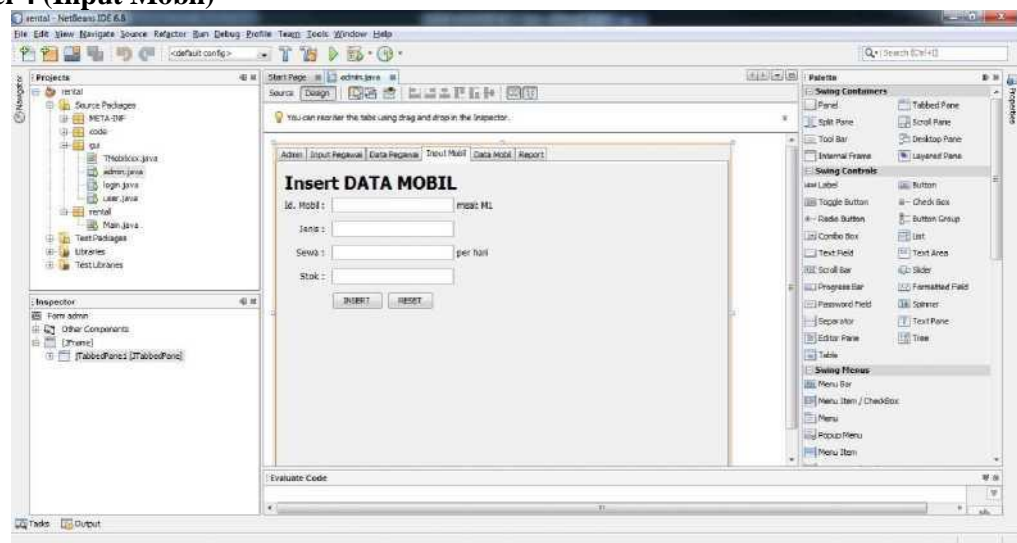 (Input Mobil)
rental - NetBeans IDE 6.8
File Edit View Navigate Source Refactor Run Debug Profile Team Tools Window Help
<default config>
Search (Ctrl+I)
Projects
rental
Source Packages
META-INF
code
gui
admin.java
login.java
user.java
rental
Main.java
Test Packages
Libraries
Test Libraries
Navigator
Inspector
Form admin
Other Components
[JFrame]
jTabbedPane1 [JTabbedPane]
Start Page admin.java
Source Design
You can reorder the tabs using drag and drop in the Inspector.
Admin Input Pegawai Data Pegawai Input Mobil Data Mobil Report
Insert DATA MOBIL
Id. Mobil : misal: M1
Jenis :
Sewa : per hari
Stok :
INSERT RESET
Evaluate Code
Palette
Swing Containers
Panel Tabbed Pane
Split Pane Scroll Pane
Tool Bar Desktop Pane
Internal Frame Layered Pane
Swing Controls
Label Button
Toggle Button Check Box
Radio Button Button Group
Combo Box List
Text Field Text Area
Scroll Bar Slider
Progress Bar Formatted Field
Password Field Spinner
Separator Text Pane
Editor Pane Tree
Table
Swing Menus
Menu Bar
Menu Item / CheckBox
Menu
Popup Menu
Menu Item
Properties
Tasks Output